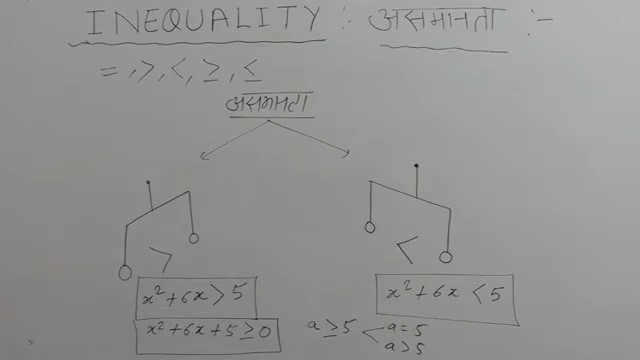 INEQUALITY : असमानता :-
= , > , < , ≥ , ≤
असमानता
> <
x²+6x>5 x²+6x <5
x²+6x+5≥0 a≥5 a=5
a>5